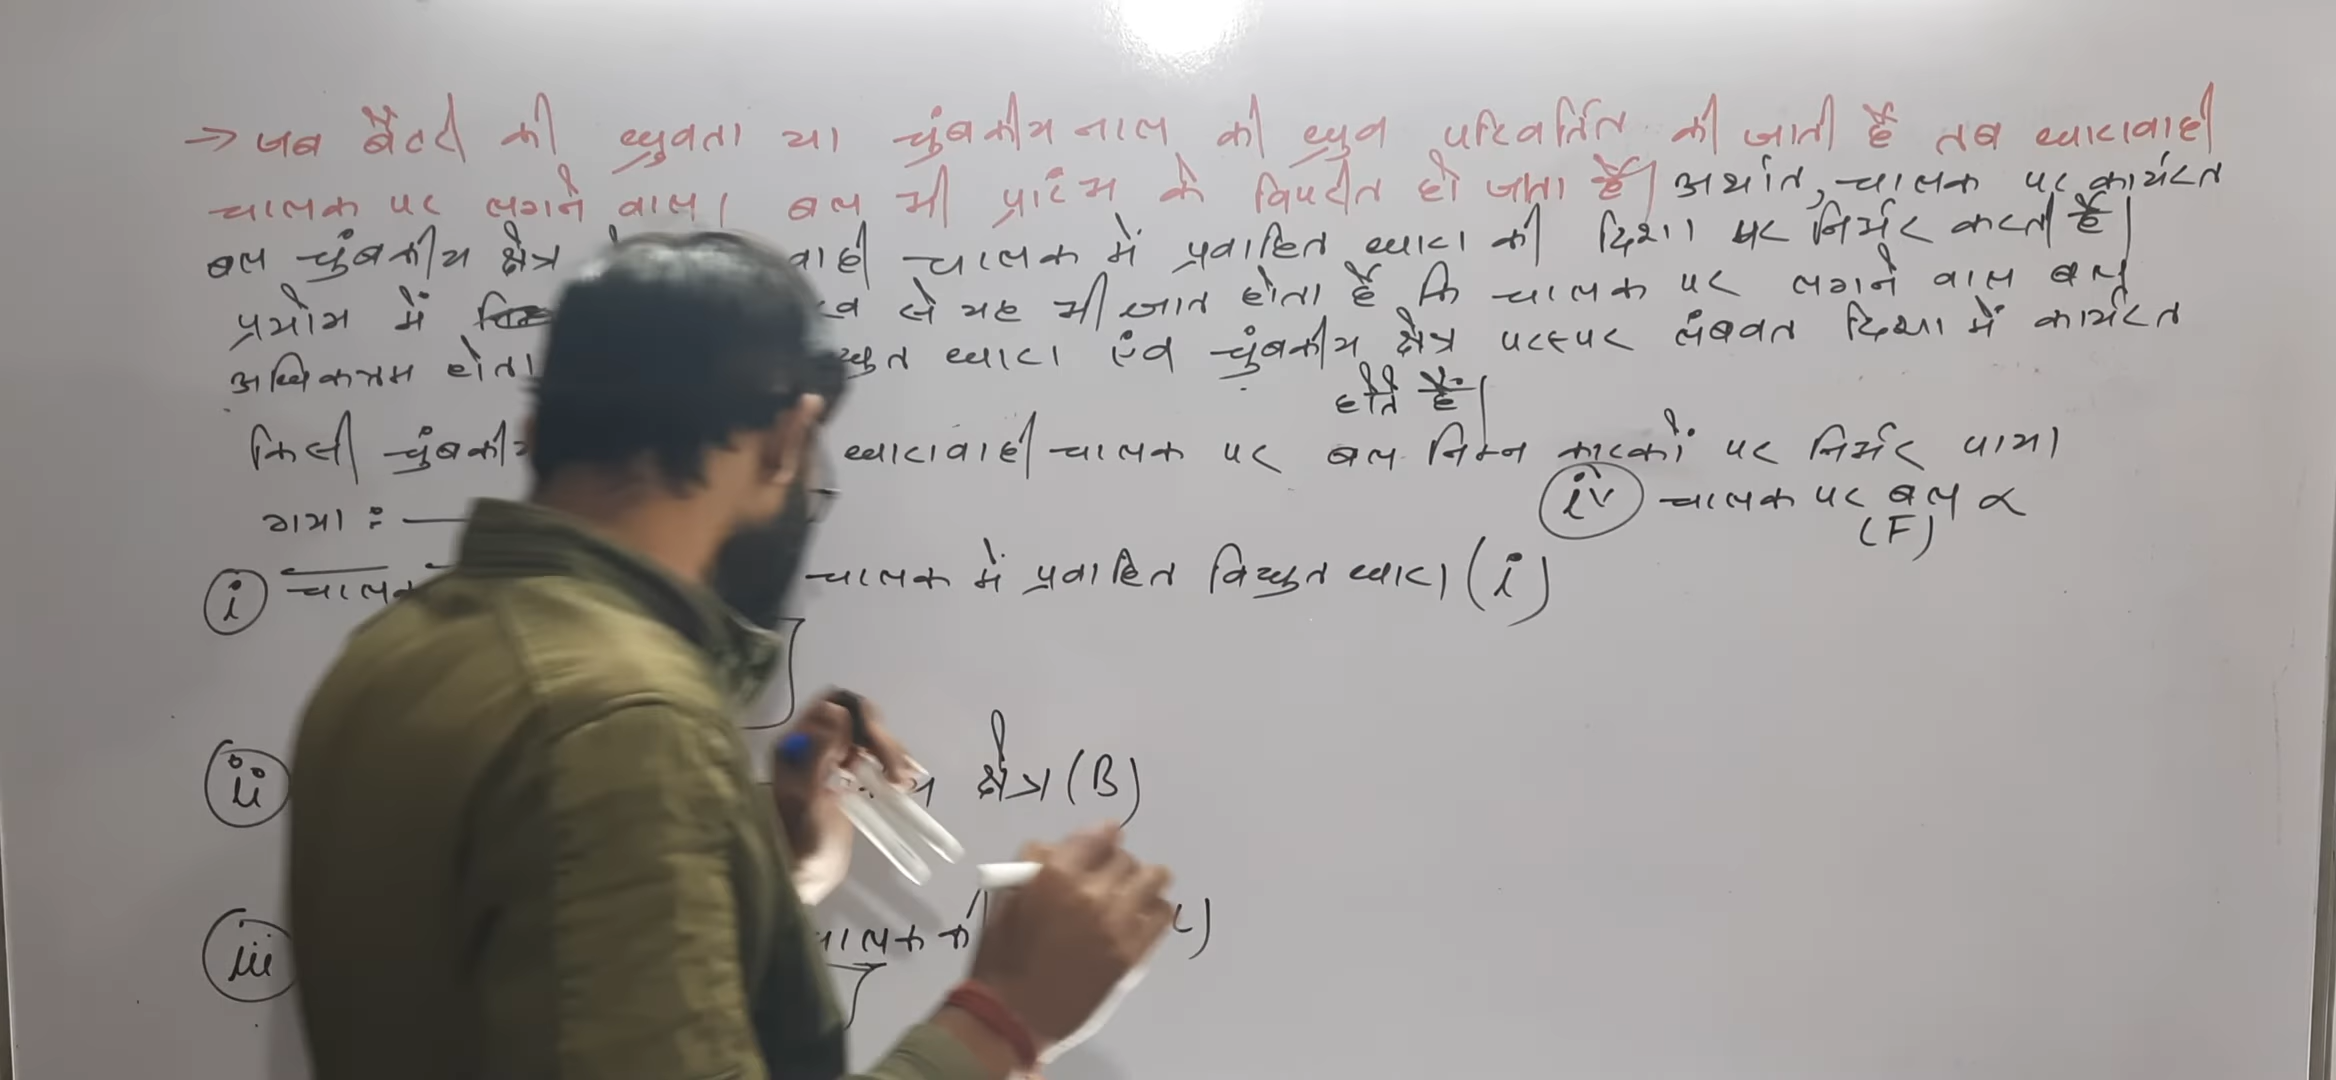 → जब बैटरी की ध्रुवता या चुंबकीय नाल की ध्रुव परिवर्तित की जाती है तब धारावाही
चालक पर लगने वाला बल भी प्रारंभ के विपरीत हो जाता है। अर्थात, चालक पर कार्यरत
बल चुंबकीय क्षेत्र वाही चालक में प्रवाहित धारा की दिशा पर निर्भर करती है।
प्रयोग में से यह भी ज्ञात होता है कि चालक पर लगने वाल बल
अधिकतम होता धारा एंव चुंबकीय क्षेत्र परस्पर लंबवत दिशा में कार्यरत
होते है।
किसी चुंबकीय धारावाही चालक पर बल निम्न कारकों पर निर्भर पाया
गया :—
(i) चालक चालक में प्रवाहित विद्युत धारा (i)
(ii) क्षेत्र (B)
(iii) चालक की L)
(iv) चालक पर बल ∝
(F)